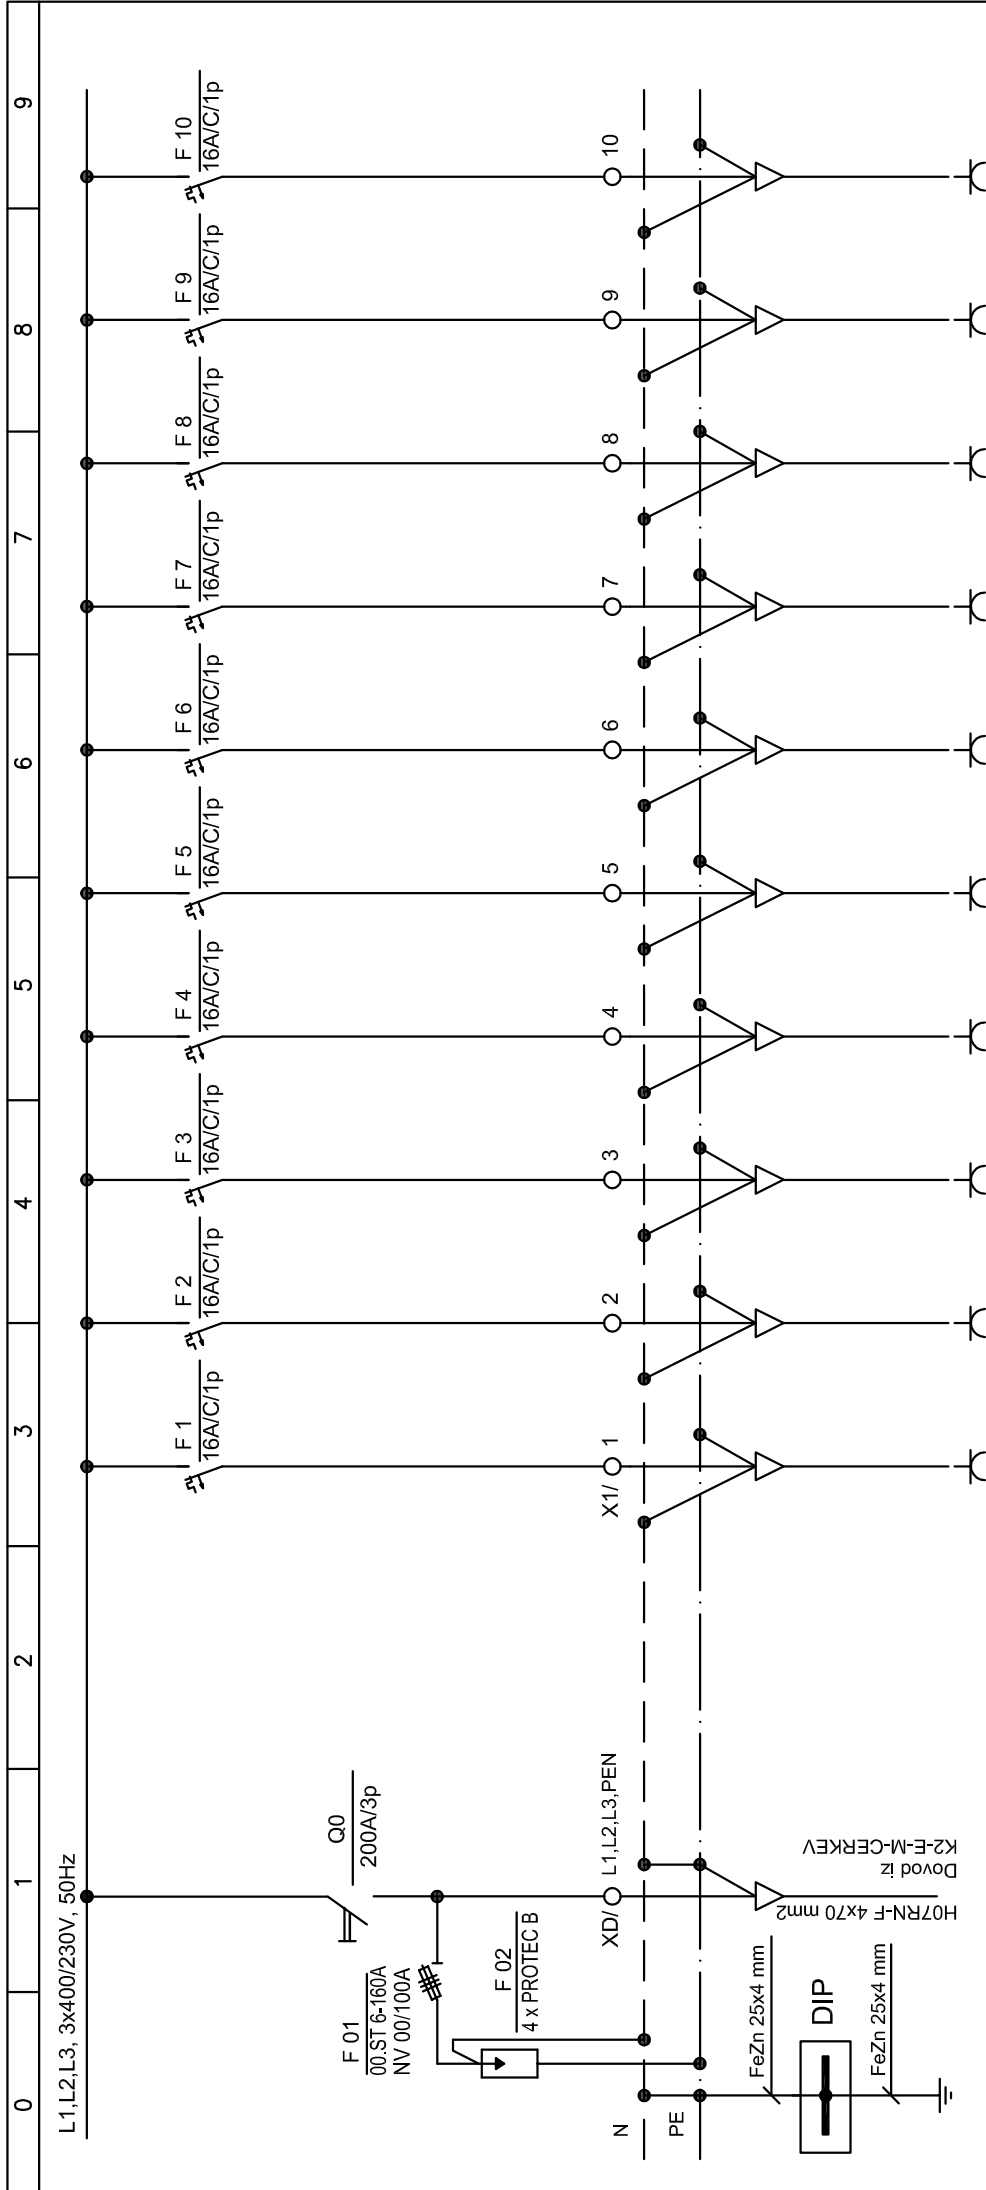 0 1 2 3 4 5 6 7 8 9
L1,L2,L3, 3x400/230V, 50Hz
Q0
200A/3p
F 01
00.ST 6-160A
NV 00/100A
F 02
4 x PROTEC B
F 1
16A/C/1p
F 2
16A/C/1p
F 3
16A/C/1p
F 4
16A/C/1p
F 5
16A/C/1p
F 6
16A/C/1p
F 7
16A/C/1p
F 8
16A/C/1p
F 9
16A/C/1p
F 10
16A/C/1p
XD/ L1,L2,L3,PEN
X1/ 1 2 3 4 5 6 7 8 9 10
N
PE
FeZn 25x4 mm
DIP
FeZn 25x4 mm
H07RN-F 4x70 mm2
Dovod iz
K2-E-M-CERKEV